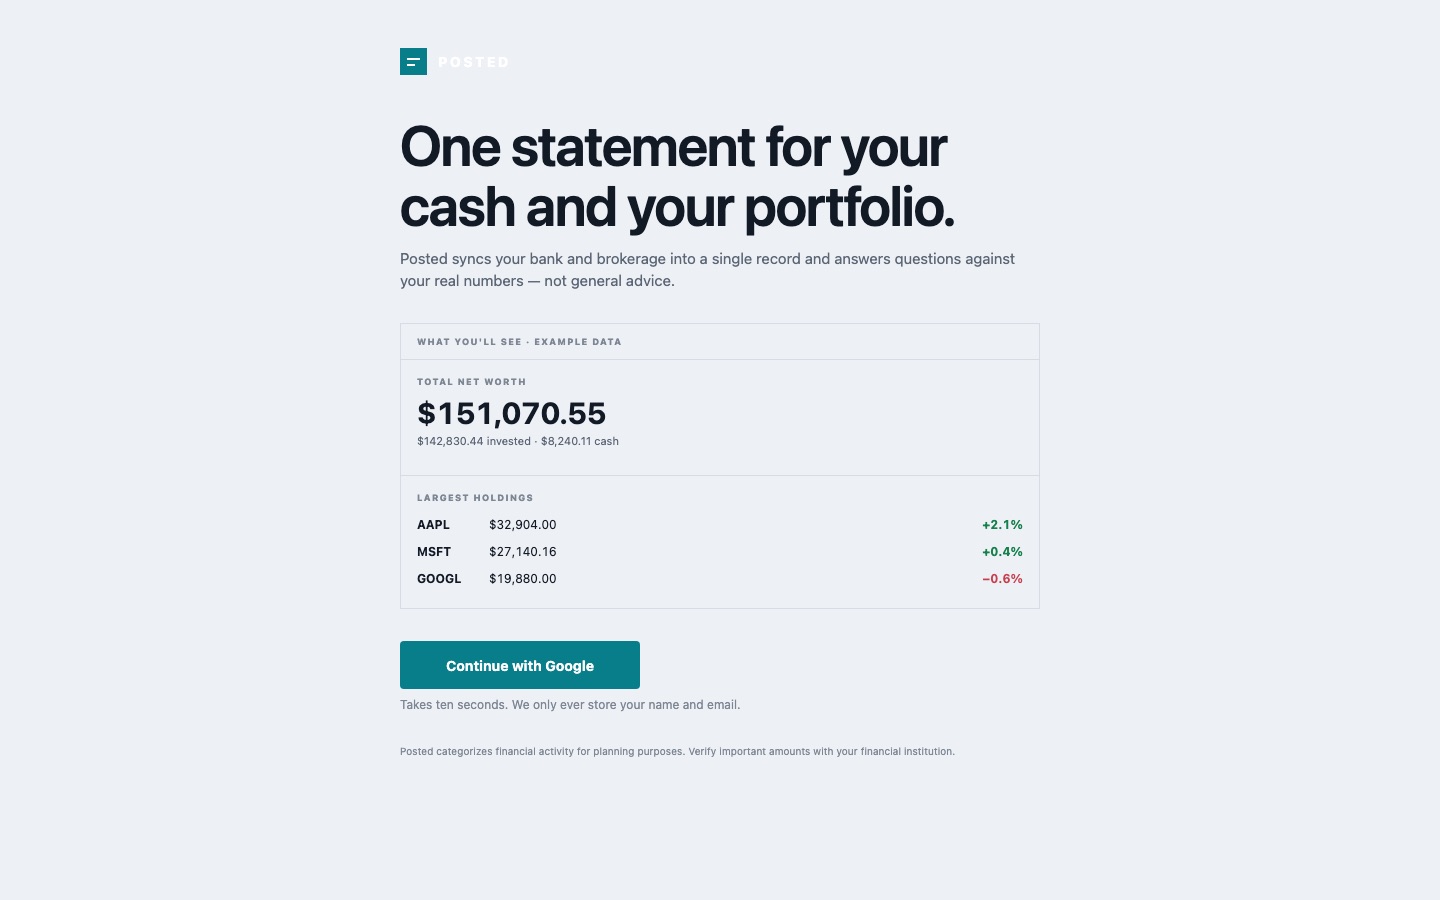 POSTED
One statement for your
cash and your portfolio.
Posted syncs your bank and brokerage into a single record and answers questions against
your real numbers — not general advice.
WHAT YOU'LL SEE · EXAMPLE DATA
TOTAL NET WORTH
$151,070.55
$142,830.44 invested · $8,240.11 cash
LARGEST HOLDINGS
AAPL $32,904.00 +2.1%
MSFT $27,140.16 +0.4%
GOOGL $19,880.00 −0.6%
Continue with Google
Takes ten seconds. We only ever store your name and email.
Posted categorizes financial activity for planning purposes. Verify important amounts with your financial institution.